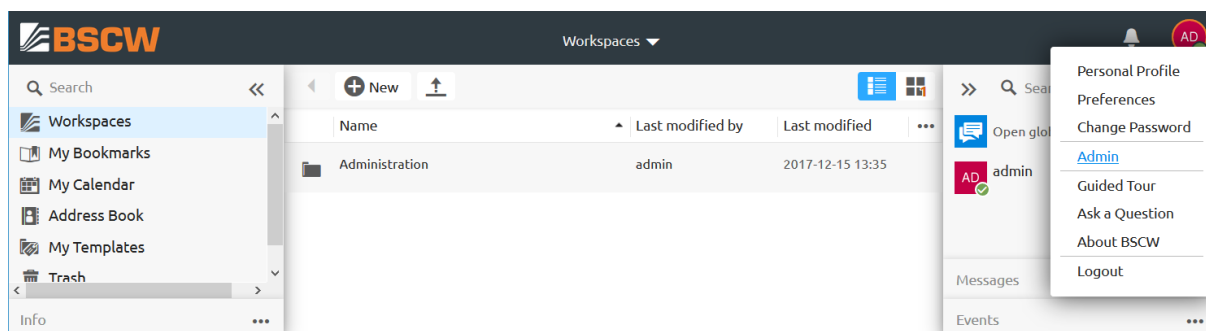 BSCW
Workspaces
AD
Search
Workspaces
My Bookmarks
My Calendar
Address Book
My Templates
Trash
Info
New
Name Last modified by Last modified
Administration admin 2017-12-15 13:35
Open
AD admin
Messages
Events
Personal Profile
Preferences
Change Password
Admin
Guided Tour
Ask a Question
About BSCW
Logout